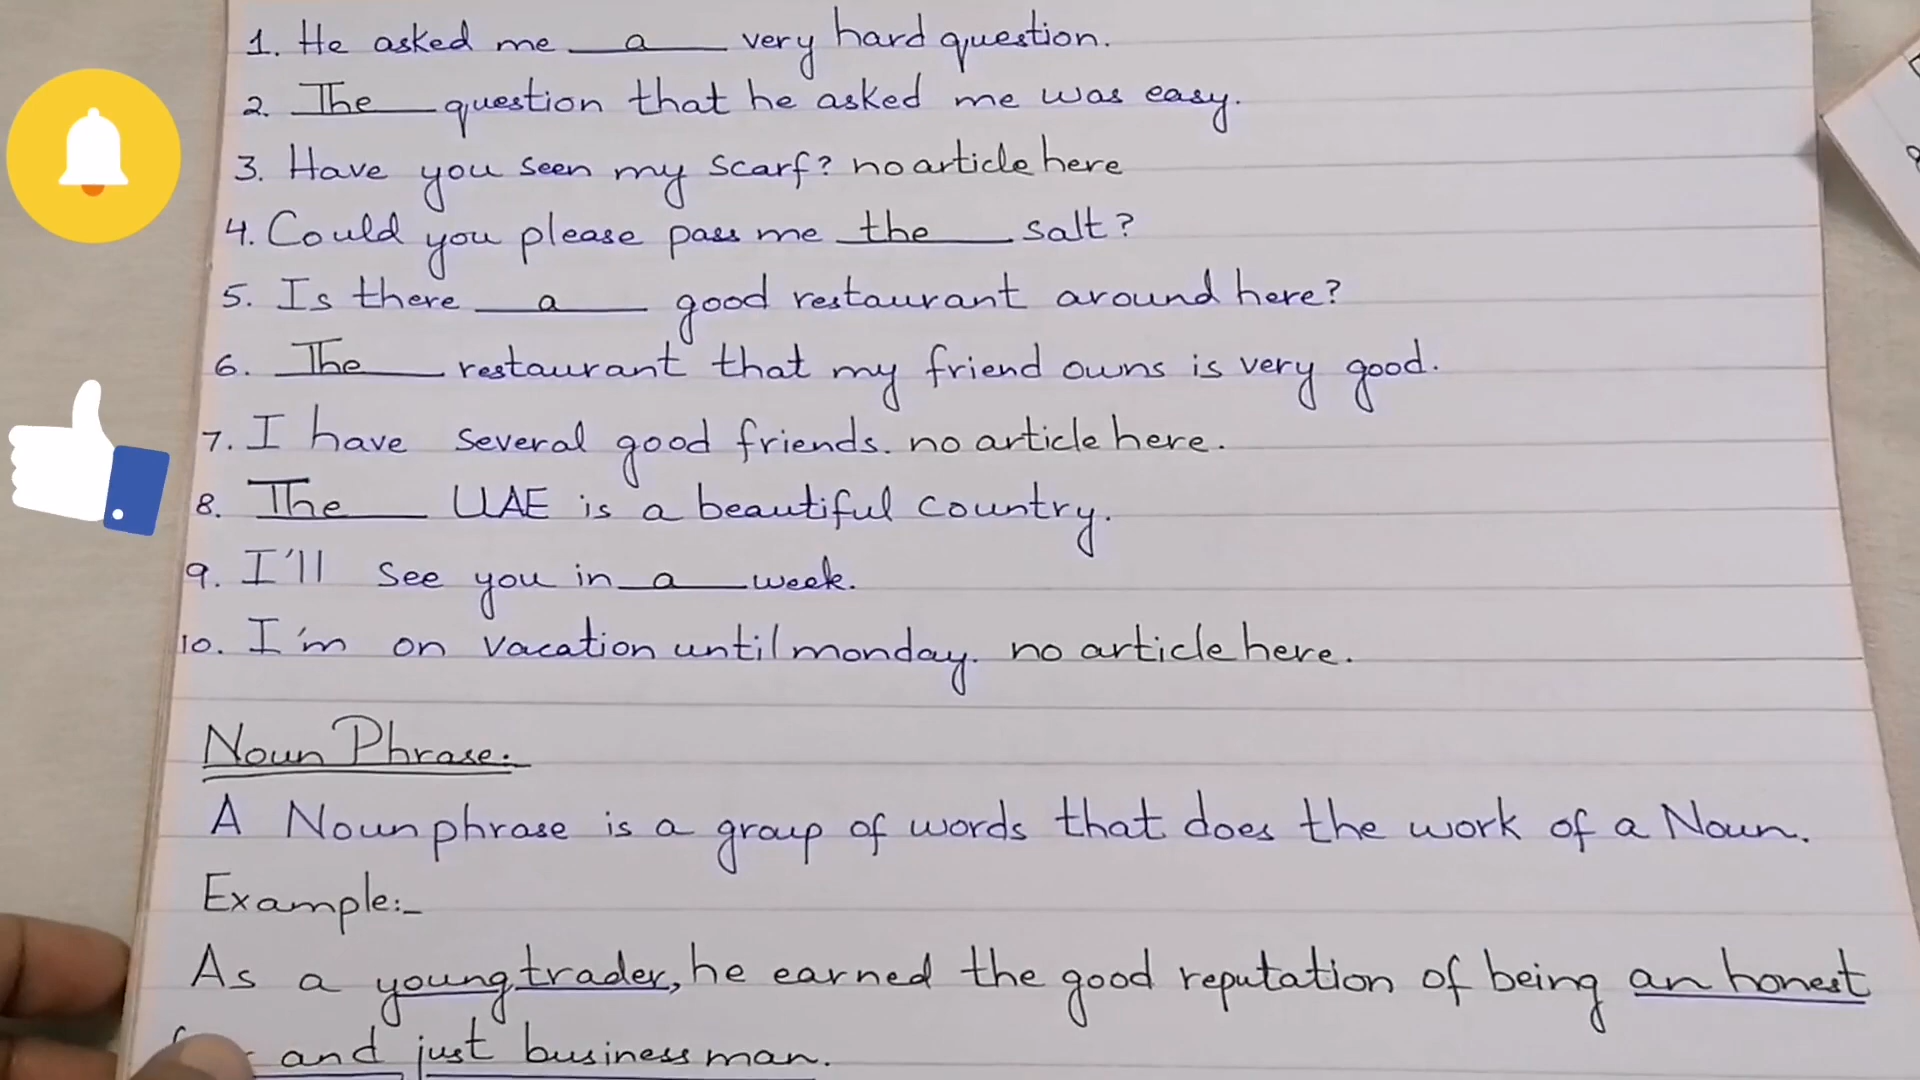 1. He asked me a very hard question.
2. The question that he asked me was easy.
3. Have you seen my scarf? no article here
4. Could you please pass me the salt?
5. Is there a good restaurant around here?
6. The restaurant that my friend owns is very good.
7. I have several good friends. no article here.
8. The UAE is a beautiful country.
9. I'll see you in a week.
10. I'm on vacation until monday. no article here.
Noun Phrase:
A Noun phrase is a group of words that does the work of a Noun.
Example:-
As a young trader, he earned the good reputation of being an honest
and just business man.